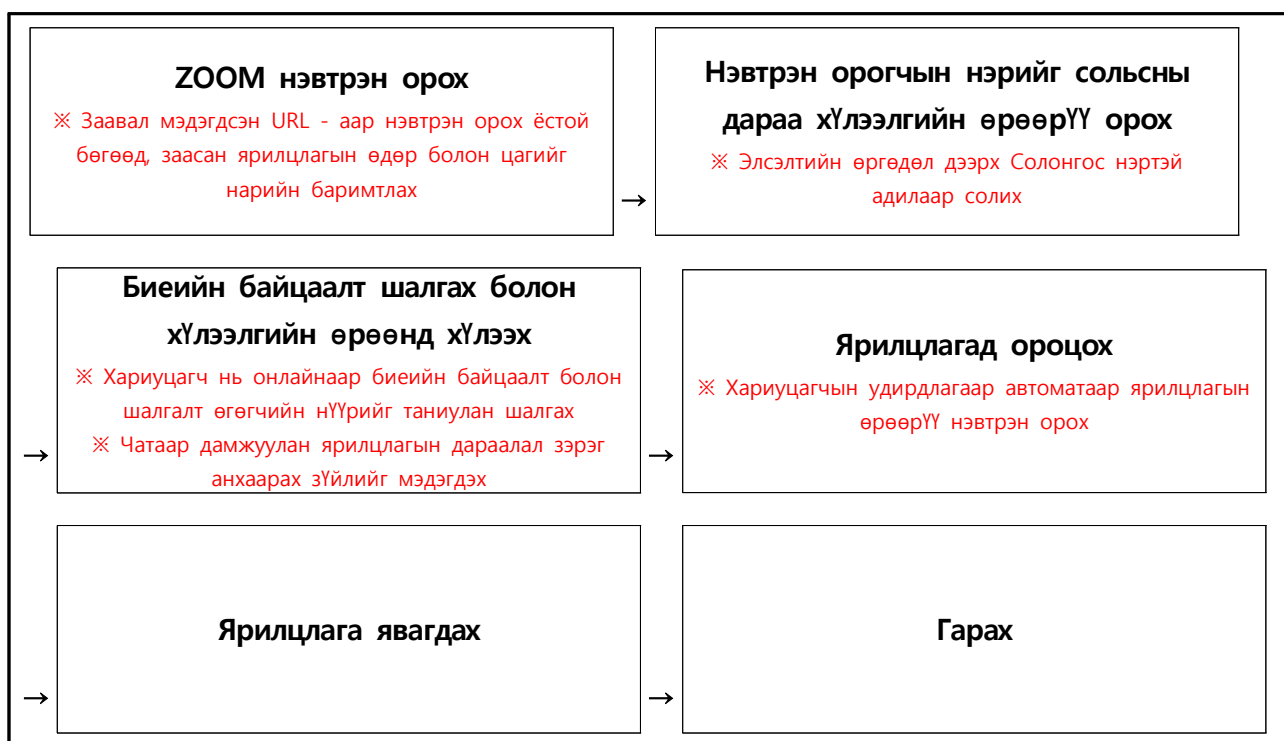 ZOOM нэвтрэн орох
※ Заавал мэдэгдсэн URL - аар нэвтрэн орох ёстой
бөгөөд, заасан ярилцлагын өдөр болон цагийг
нарийн баримтлах
→
Нэвтрэн орогчын нэрийг сольсны
дараа хүлээлгийн өрөөрүү орох
※ Элсэлтийн өргөдөл дээрх Солонгос нэртэй
адилаар солих
→
Биеийн байцаалт шалгах болон
хүлээлгийн өрөөнд хүлээх
※ Хариуцагч нь онлайнаар биеийн байцаалт болон
шалгалт өгөгчийн нүүрийг таниулан шалгах
※ Чатаар дамжуулан ярилцлагын дараалал зэрэг
анхаарах зүйлийг мэдэгдэх
→
Ярилцлагад ороцох
※ Хариуцагчын удирдлагаар автоматаар ярилцлагын
өрөөрүү нэвтрэн орох
→
Ярилцлага явагдах
→
Гарах